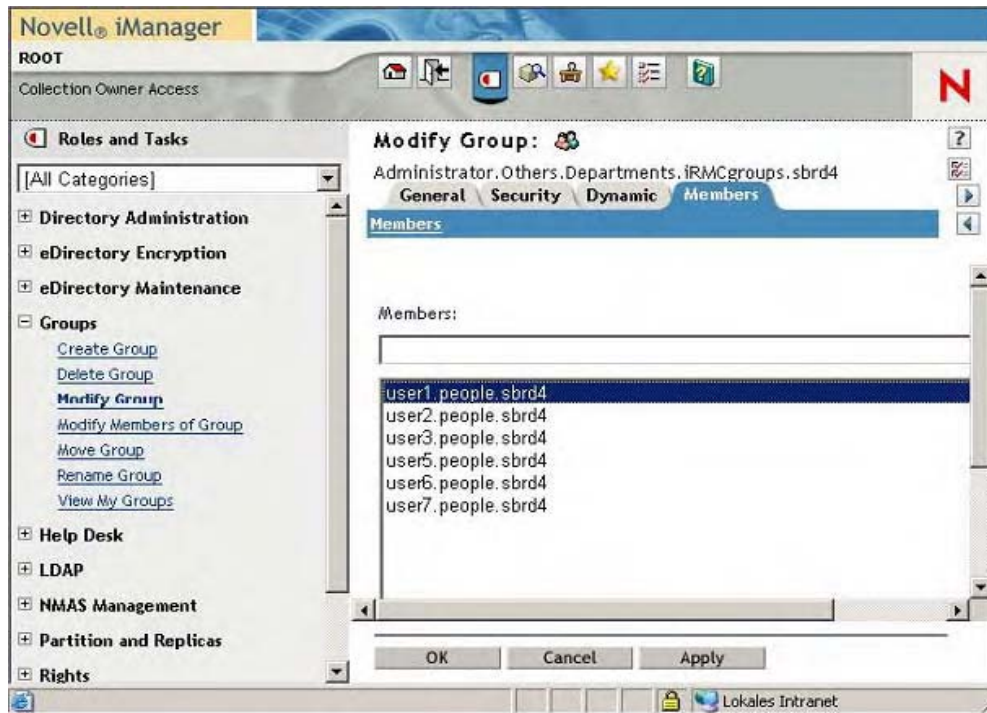 Novell® iManager
ROOT
Collection Owner Access
N
Roles and Tasks
[All Categories]
Directory Administration
eDirectory Encryption
eDirectory Maintenance
Groups
Create Group
Delete Group
Modify Group
Modify Members of Group
Move Group
Rename Group
View My Groups
Help Desk
LDAP
NMAS Management
Partition and Replicas
Rights
Modify Group:
?
Administrator.Others.Departments.iRMCgroups.sbrd4
General Security Dynamic Members
Members
Members:
user1.people.sbrd4
user2.people.sbrd4
user3.people.sbrd4
user5.people.sbrd4
user6.people.sbrd4
user7.people.sbrd4
OK Cancel Apply
Lokales Intranet